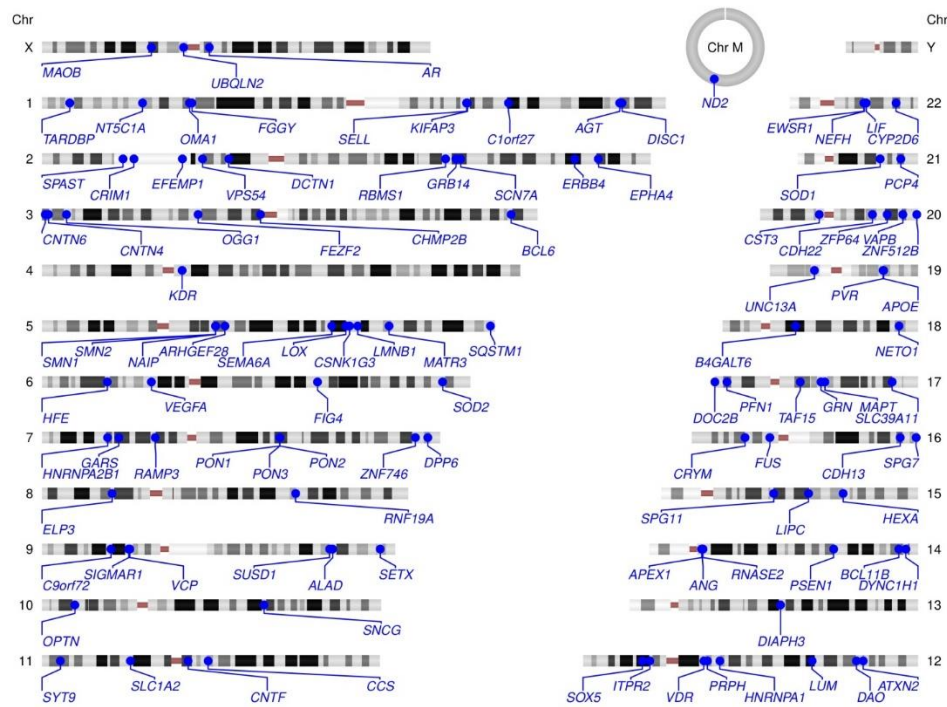 Chr
Chr
X
Chr M
Y
MAOB
UBQLN2
AR
ND2
1
22
TARDBP
NT5C1A
OMA1
FGGY
SELL
KIFAP3
C1orf27
AGT
DISC1
EWSR1
NEFH
LIF
CYP2D6
2
21
SPAST
CRIM1
EFEMP1
VPS54
DCTN1
RBMS1
GRB14
SCN7A
ERBB4
EPHA4
SOD1
PCP4
3
20
CNTN6
CNTN4
OGG1
FEZF2
CHMP2B
BCL6
CST3
CDH22
ZFP64
VAPB
ZNF512B
4
19
KDR
UNC13A
PVR
APOE
5
18
SMN1
SMN2
NAIP
ARHGEF28
SEMA6A
LOX
CSNK1G3
LMNB1
MATR3
SQSTM1
B4GALT6
NETO1
6
17
HFE
VEGFA
FIG4
SOD2
DOC2B
PFN1
TAF15
GRN
MAPT
SLC39A11
7
16
HNRNPA2B1
GARS
RAMP3
PON1
PON3
PON2
ZNF746
DPP6
CRYM
FUS
CDH13
SPG7
8
15
ELP3
RNF19A
SPG11
LIPC
HEXA
9
14
C9orf72
SIGMAR1
VCP
SUSD1
ALAD
SETX
APEX1
ANG
RNASE2
PSEN1
BCL11B
DYNC1H1
10
13
OPTN
SNCG
DIAPH3
11
12
SYT9
SLC1A2
CNTF
CCS
SOX5
ITPR2
VDR
PRPH
HNRNPA1
LUM
DAO
ATXN2